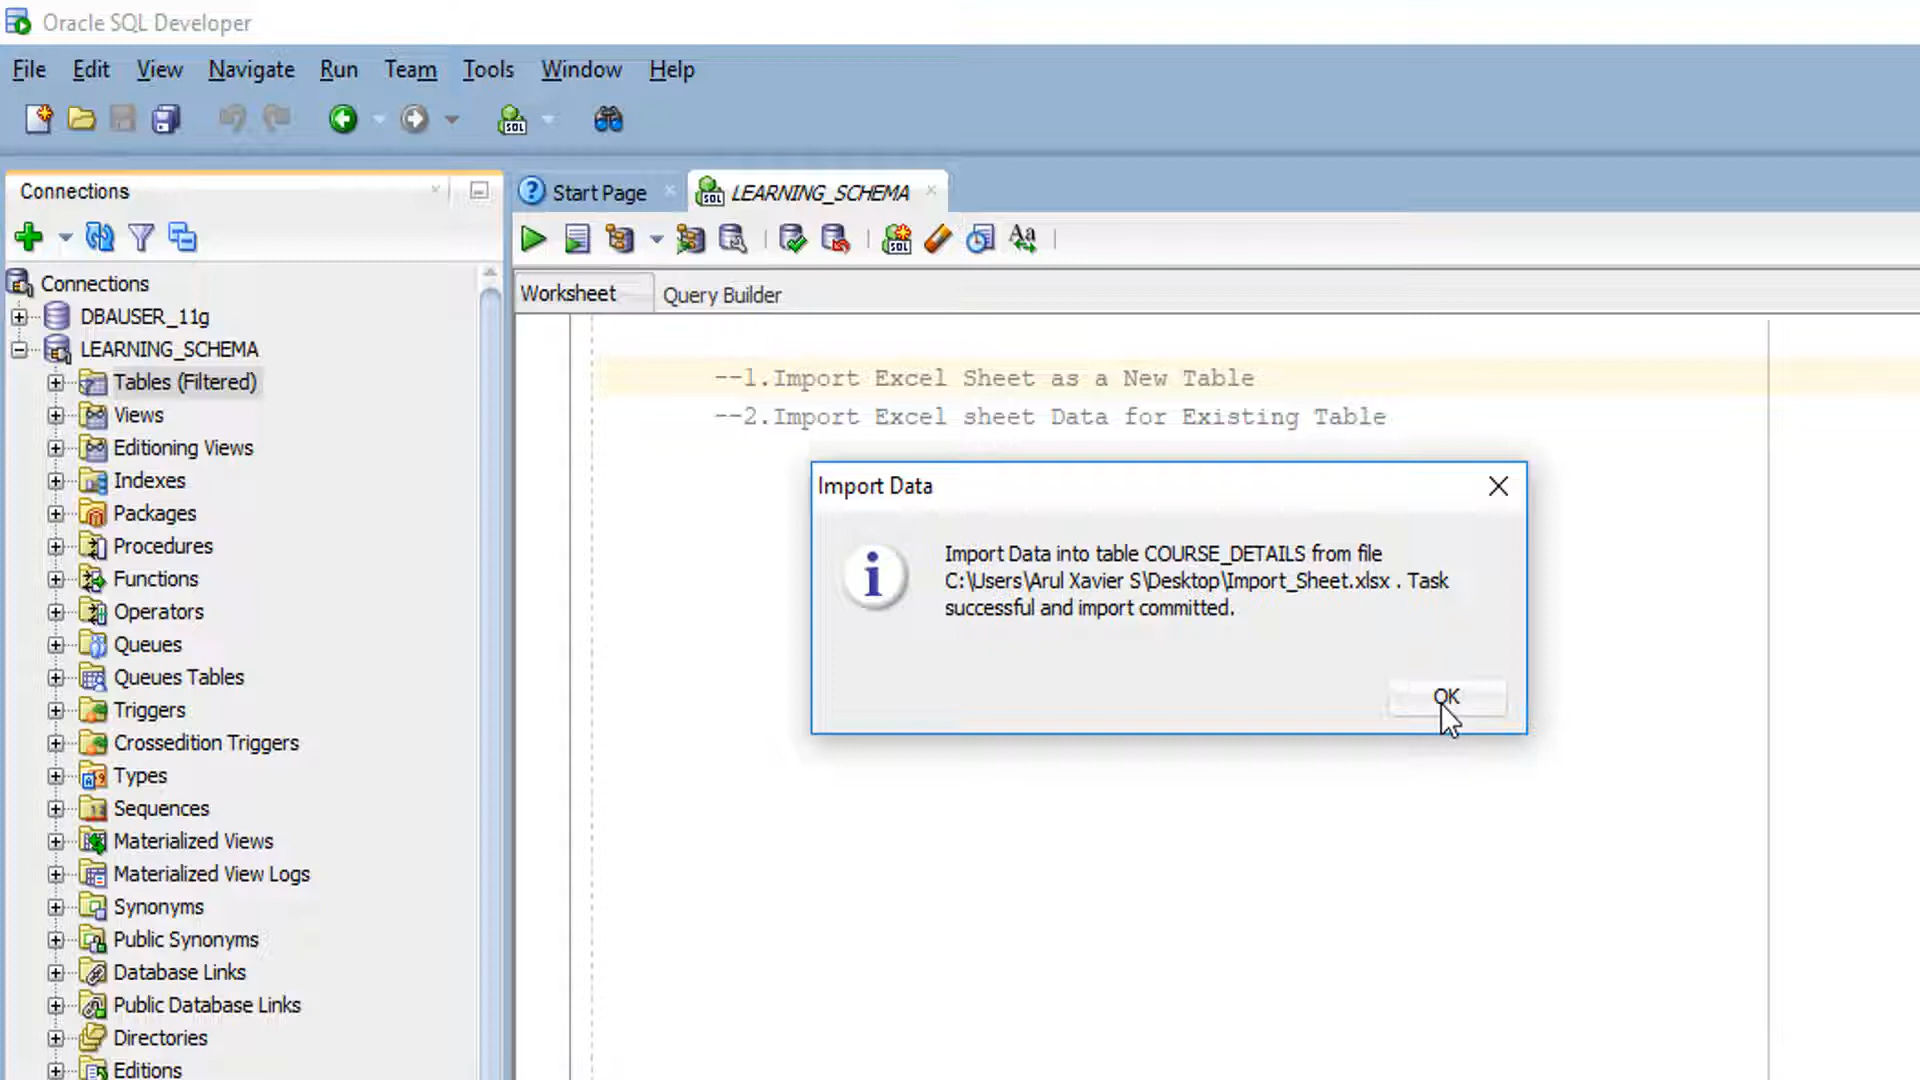 Oracle SQL Developer
File Edit View Navigate Run Team Tools Window Help
SQL
Connections
Start Page
SQL LEARNING_SCHEMA
SQL Aa
Connections
DBAUSER_11g
LEARNING_SCHEMA
Tables (Filtered)
Views
Editioning Views
Indexes
Packages
Procedures
Functions
Operators
Queues
Queues Tables
Triggers
Crossedition Triggers
Types
Sequences
Materialized Views
Materialized View Logs
Synonyms
Public Synonyms
Database Links
Public Database Links
Directories
Editions
Worksheet Query Builder
--1.Import Excel Sheet as a New Table
--2.Import Excel sheet Data for Existing Table
Import Data
Import Data into table COURSE_DETAILS from file
C:\Users\Arul Xavier S\Desktop\Import_Sheet.xlsx . Task
successful and import committed.
OK